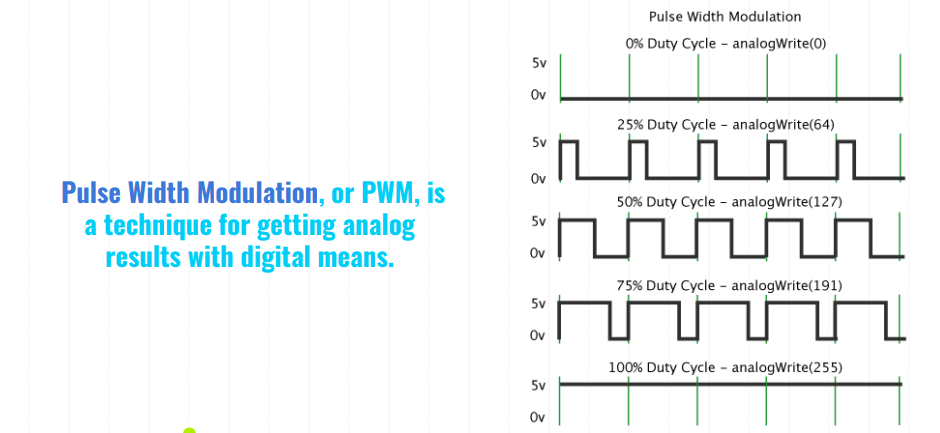 Pulse Width Modulation, or PWM, is
a technique for getting analog
results with digital means.
Pulse Width Modulation
0% Duty Cycle – analogWrite(0)
5v
0v
25% Duty Cycle – analogWrite(64)
5v
0v
50% Duty Cycle – analogWrite(127)
5v
0v
75% Duty Cycle – analogWrite(191)
5v
0v
100% Duty Cycle – analogWrite(255)
5v
0v